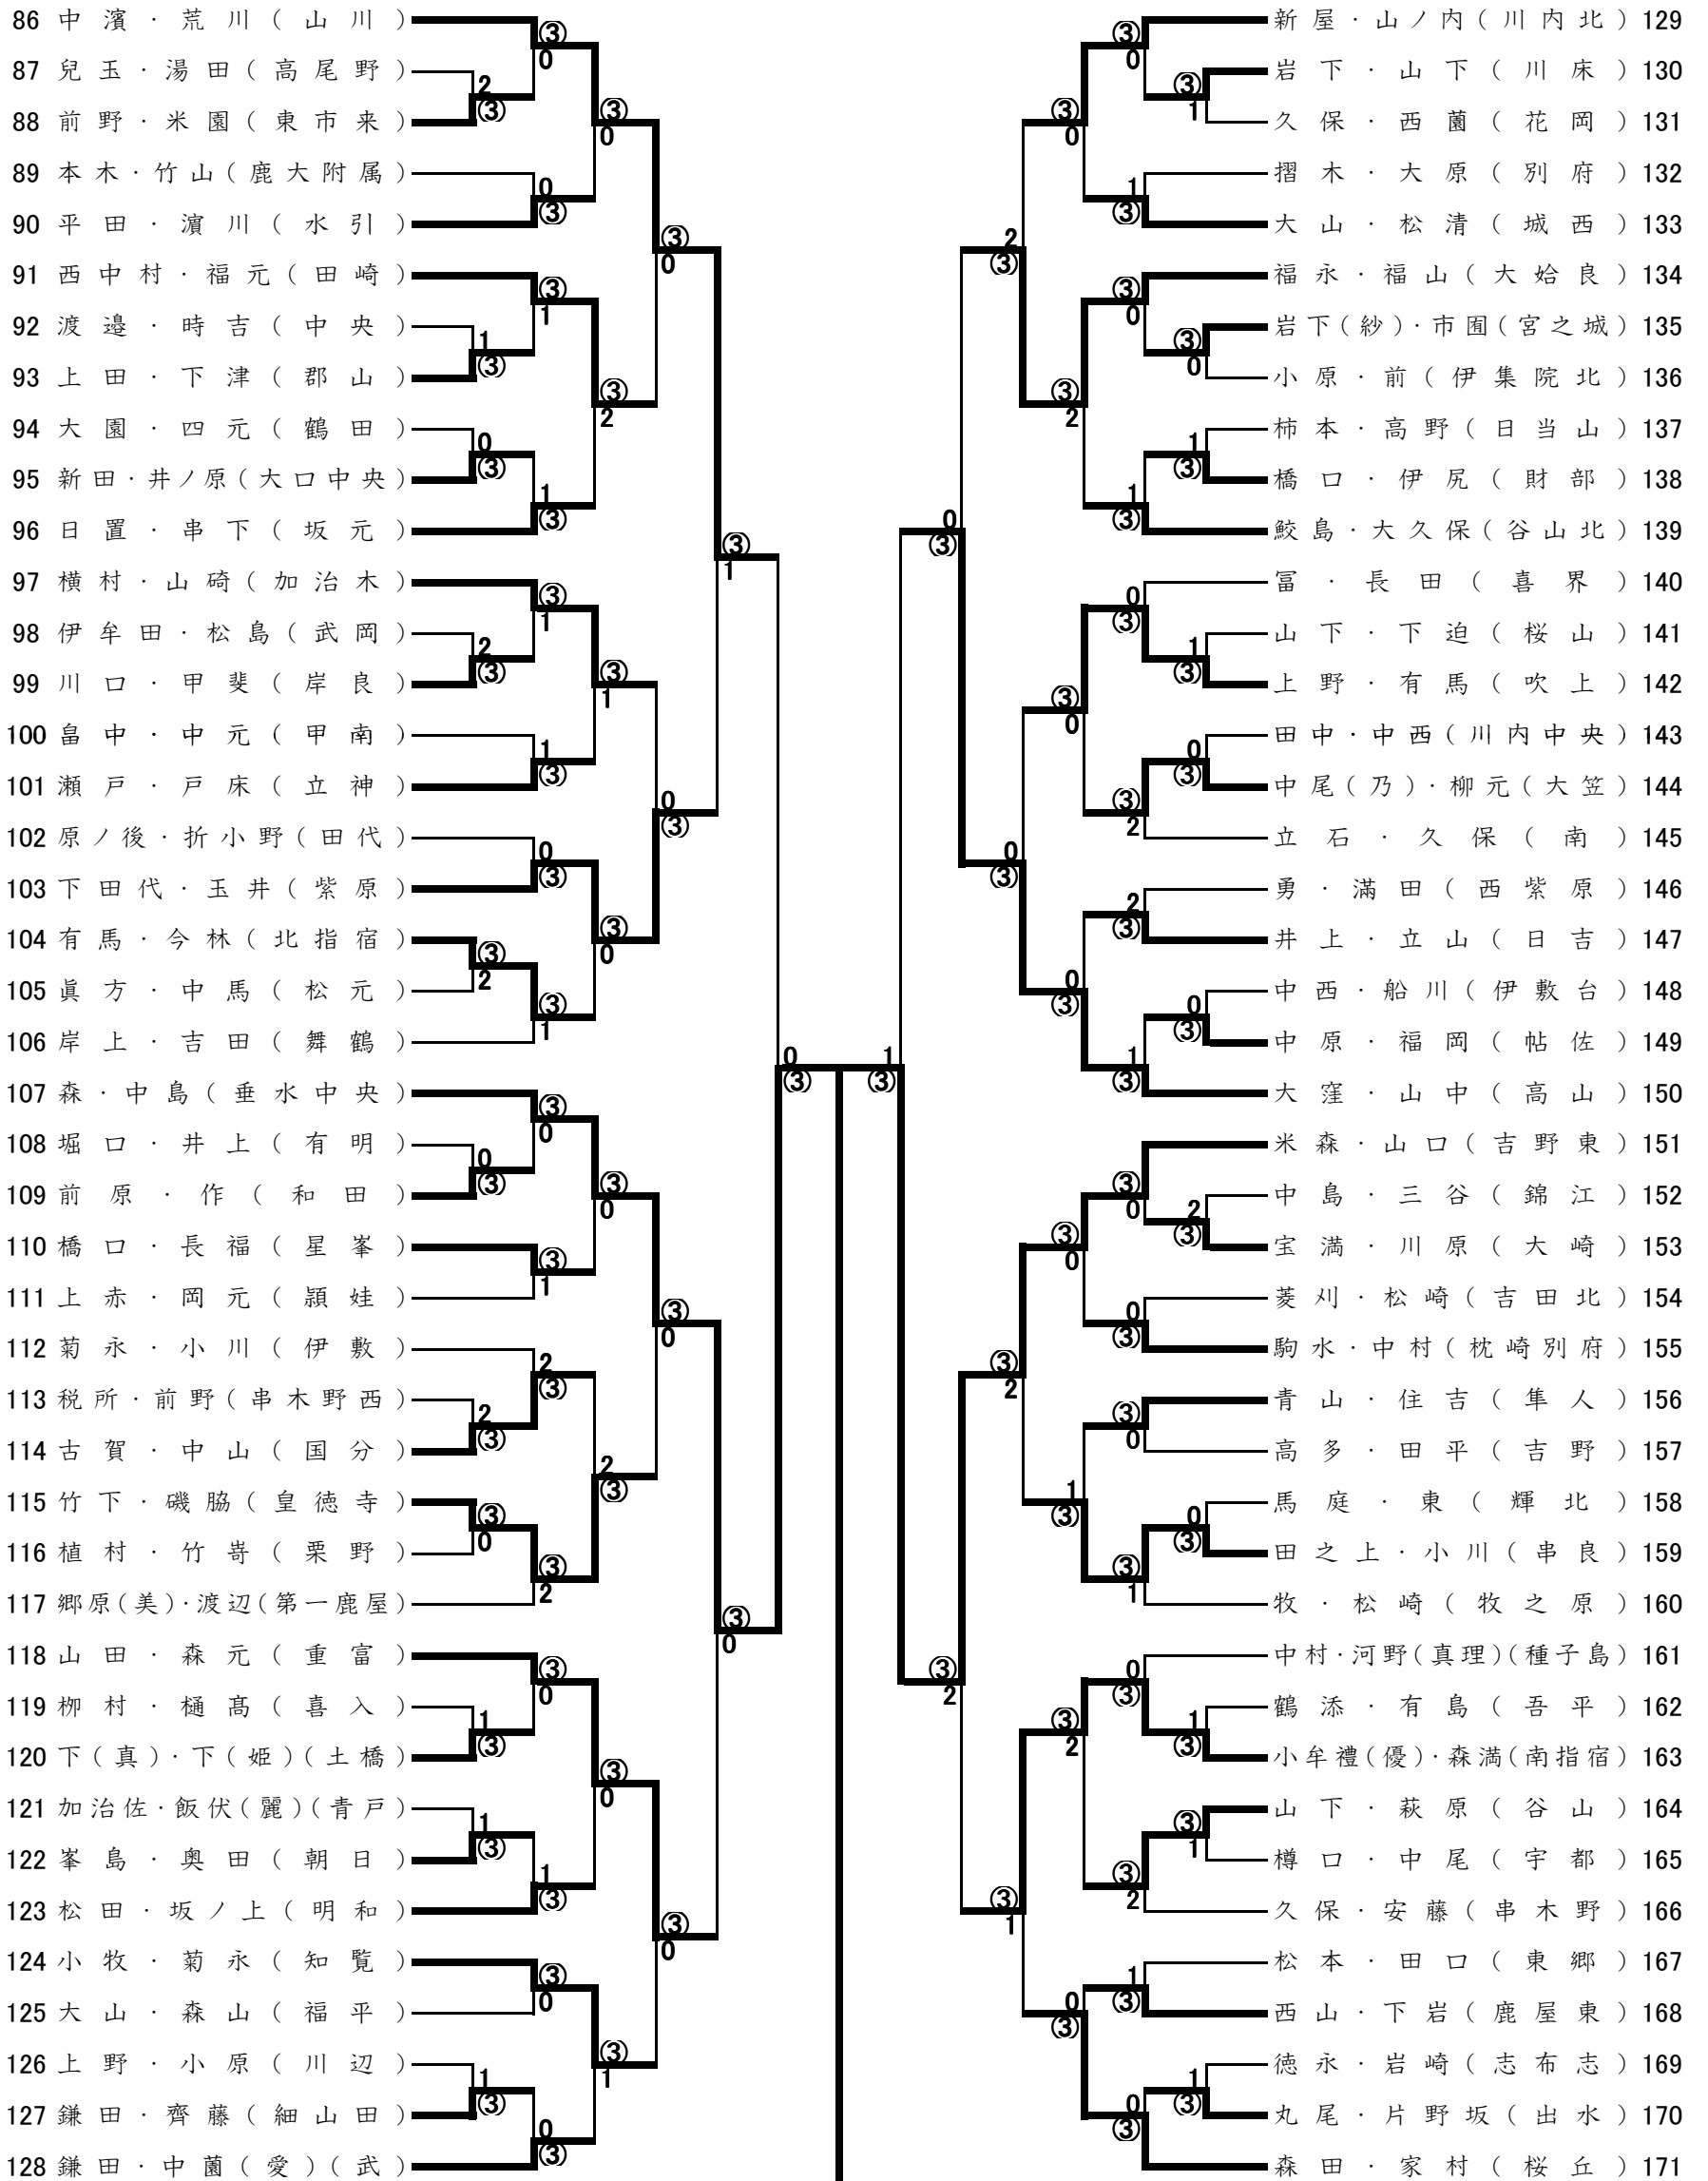 86 中濱・荒川(山川)
87 兒玉・湯田(高尾野)
88 前野・米園(東市来)
89 本木・竹山(鹿大附属)
90 平田・濵川(水引)
91 西中村・福元(田崎)
92 渡邉・時吉(中央)
93 上田・下津(郡山)
94 大園・四元(鶴田)
95 新田・井ノ原(大口中央)
96 日置・串下(坂元)
97 横村・山﨑(加治木)
98 伊牟田・松島(武岡)
99 川口・甲斐(岸良)
100 畠中・中元(甲南)
101 瀬戸・戸床(立神)
102 原ノ後・折小野(田代)
103 下田代・玉井(紫原)
104 有馬・今林(北指宿)
105 眞方・中馬(松元)
106 岸上・吉田(舞鶴)
107 森・中島(垂水中央)
108 堀口・井上(有明)
109 前原・作(和田)
110 橋口・長福(星峯)
111 上赤・岡元(頴娃)
112 菊永・小川(伊敷)
113 税所・前野(串木野西)
114 古賀・中山(国分)
115 竹下・磯脇(皇徳寺)
116 植村・竹嵜(栗野)
117 郷原(美)・渡辺(第一鹿屋)
118 山田・森元(重富)
119 栁村・樋髙(喜入)
120 下(真)・下(姫)(土橋)
121 加治佐・飯伏(麗)(青戸)
122 峯島・奥田(朝日)
123 松田・坂ノ上(明和)
124 小牧・菊永(知覧)
125 大山・森山(福平)
126 上野・小原(川辺)
127 鎌田・齊藤(細山田)
128 鎌田・中薗(愛)(武)
新屋・山ノ内(川内北) 129
岩下・山下(川床) 130
久保・西薗(花岡) 131
摺木・大原(別府) 132
大山・松清(城西) 133
福永・福山(大姶良) 134
岩下(紗)・市囿(宮之城) 135
小原・前(伊集院北) 136
柿本・高野(日当山) 137
橋口・伊尻(財部) 138
鮫島・大久保(谷山北) 139
冨・長田(喜界) 140
山下・下迫(桜山) 141
上野・有馬(吹上) 142
田中・中西(川内中央) 143
中尾(乃)・柳元(大笠) 144
立石・久保(南) 145
勇・満田(西紫原) 146
井上・立山(日吉) 147
中西・船川(伊敷台) 148
中原・福岡(帖佐) 149
大窪・山中(高山) 150
米森・山口(吉野東) 151
中島・三谷(錦江) 152
宝満・川原(大崎) 153
菱刈・松崎(吉田北) 154
駒水・中村(枕崎別府) 155
青山・住吉(隼人) 156
高多・田平(吉野) 157
馬庭・東(輝北) 158
田之上・小川(串良) 159
牧・松崎(牧之原) 160
中村・河野(真理)(種子島) 161
鶴添・有島(吾平) 162
小牟禮(優)・森満(南指宿) 163
山下・萩原(谷山) 164
樽口・中尾(宇都) 165
久保・安藤(串木野) 166
松本・田口(東郷) 167
西山・下岩(鹿屋東) 168
徳永・岩崎(志布志) 169
丸尾・片野坂(出水) 170
森田・家村(桜丘) 171